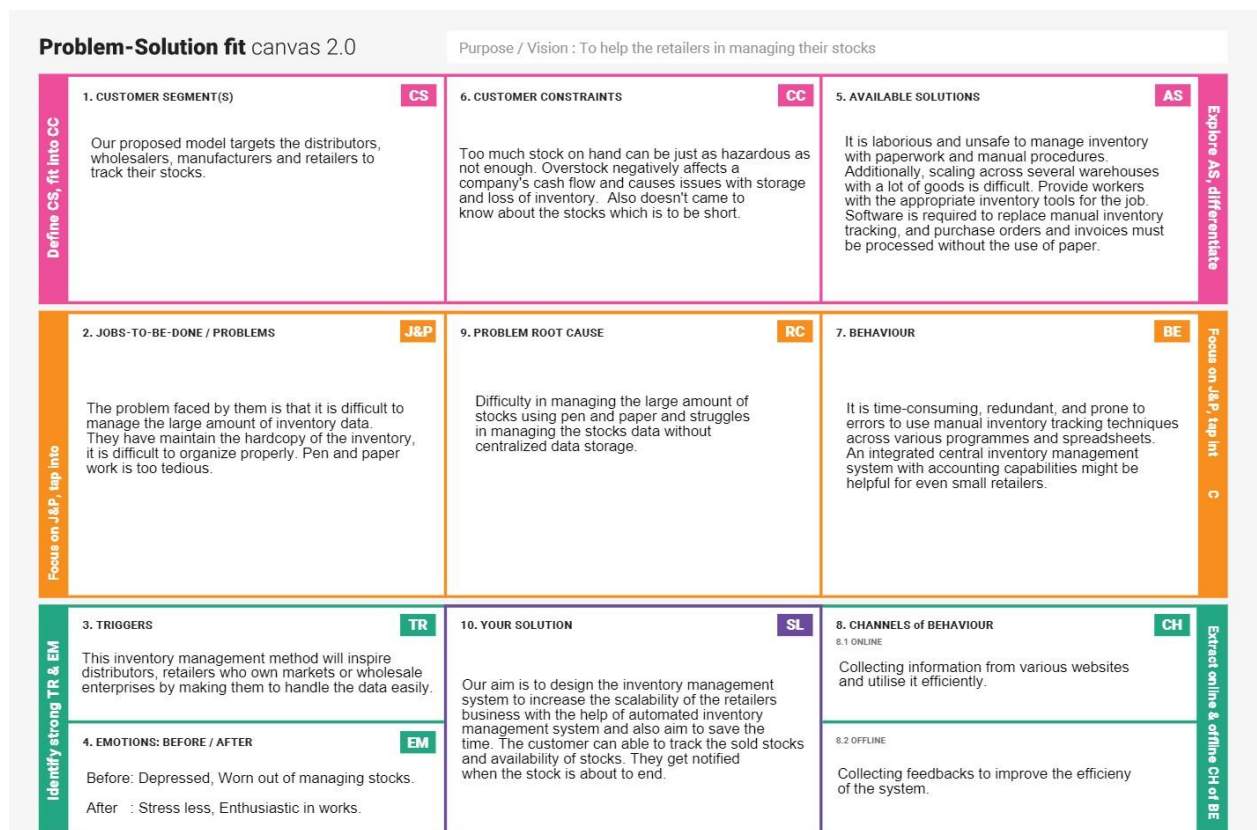 Problem-Solution fit canvas 2.0
Purpose / Vision : To help the retailers in managing their stocks
Define CS, fit into CC
1. CUSTOMER SEGMENT(S)
CS
Our proposed model targets the distributors,
wholesalers, manufacturers and retailers to
track their stocks.
6. CUSTOMER CONSTRAINTS
CC
Too much stock on hand can be just as hazardous as
not enough. Overstock negatively affects a
company's cash flow and causes issues with storage
and loss of inventory.  Also doesn't came to
know about the stocks which is to be short.
5. AVAILABLE SOLUTIONS
AS
It is laborious and unsafe to manage inventory
with paperwork and manual procedures.
Additionally, scaling across several warehouses
with a lot of goods is difficult. Provide workers
with the appropriate inventory tools for the job.
Software is required to replace manual inventory
tracking, and purchase orders and invoices must
be processed without the use of paper.
Explore AS, differentiate
Focus on J&P, tap into
2. JOBS-TO-BE-DONE / PROBLEMS
J&P
The problem faced by them is that it is difficult to
manage the large amount of inventory data.
They have maintain the hardcopy of the inventory,
it is difficult to organize properly. Pen and paper
work is too tedious.
9. PROBLEM ROOT CAUSE
RC
Difficulty in managing the large amount of
stocks using pen and paper and struggles
in managing the stocks data without
centralized data storage.
7. BEHAVIOUR
BE
It is time-consuming, redundant, and prone to
errors to use manual inventory tracking techniques
across various programmes and spreadsheets.
An integrated central inventory management
system with accounting capabilities might be
helpful for even small retailers.
Focus on J&P, tap int C
Identify strong TR & EM
3. TRIGGERS
TR
This inventory management method will inspire
distributors, retailers who own markets or wholesale
enterprises by making them to handle the data easily.
4. EMOTIONS: BEFORE / AFTER
EM
Before: Depressed, Worn out of managing stocks.
After : Stress less, Enthusiastic in works.
10. YOUR SOLUTION
SL
Our aim is to design the inventory management
system to increase the scalability of the retailers
business with the help of automated inventory
management system and also aim to save the
time. The customer can able to track the sold stocks
and availability of stocks. They get notified
when the stock is about to end.
8. CHANNELS of BEHAVIOUR
CH
8.1 ONLINE
Collecting information from various websites
and utilise it efficiently.
8.2 OFFLINE
Collecting feedbacks to improve the efficieny
of the system.
Extract online & offline CH of BE